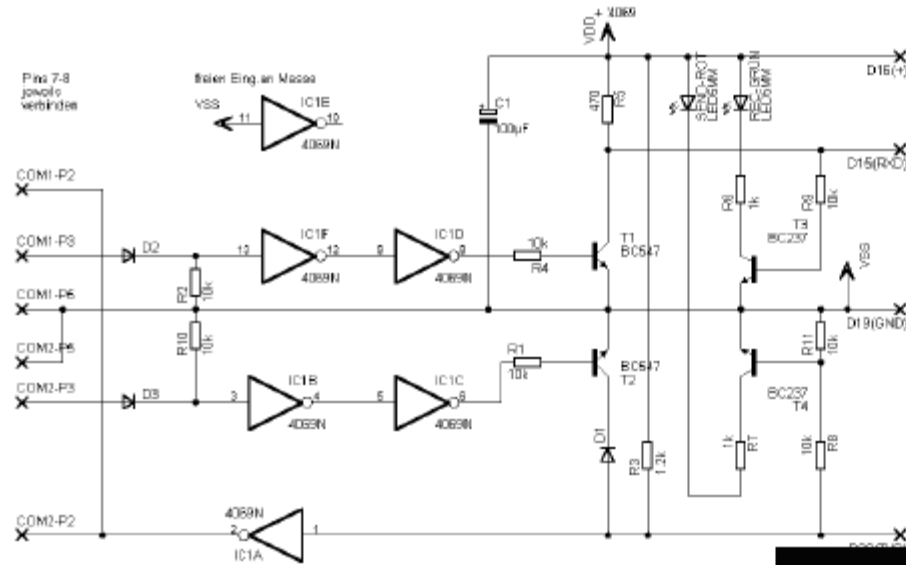 VDD + 4069
Pins 7-8
jeweils
verbinden
freien Eing.an Masse
VSS
11
IC1E
10
4069N
C1
100µF
470
R5
SEND-ROT
LED5MM
REC-GRÜN
LED5MM
D16(+)
D15(RXD)
COM1-P2
COM1-P3
D2
13
IC1F
12
4069N
9
IC1D
8
4069N
10k
R4
T1
BC547
R6
1k
R9
10k
T3
BC237
VSS
R2
10k
COM1-P5
D19(GND)
R10
10k
COM2-P5
COM2-P3
D3
3
IC1B
4
4069N
5
IC1C
6
4069N
R1
10k
BC547
T2
R11
10k
BC237
T4
D1
R3
1.2k
1k
R7
10k
R8
COM2-P2
4069N
2
1
IC1A